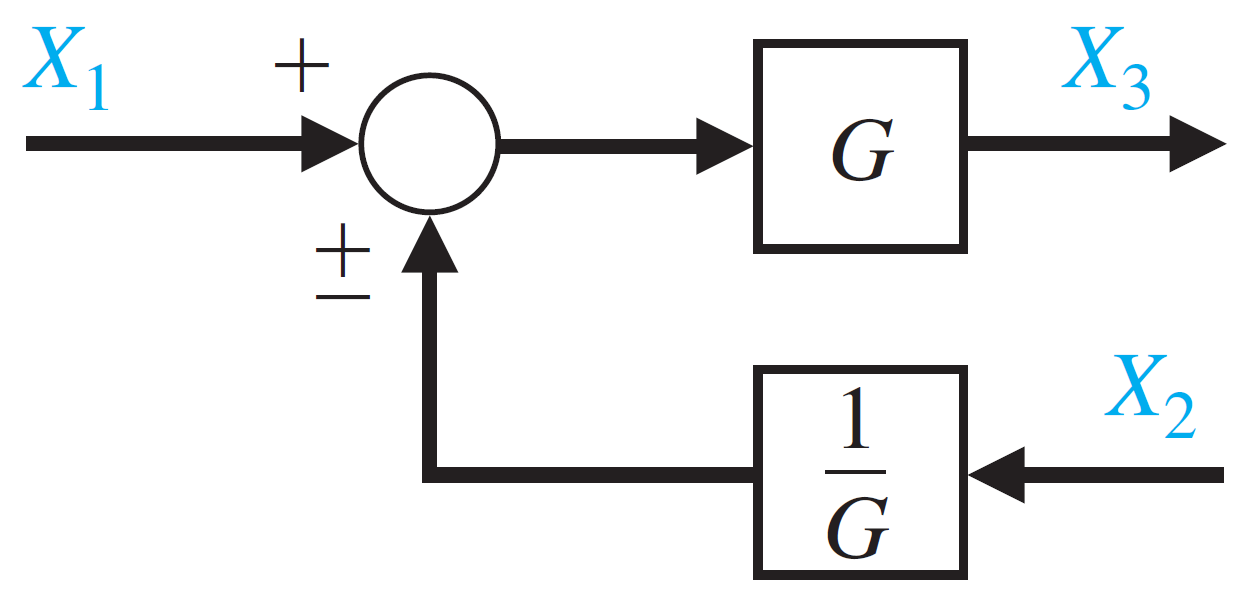 X₁
+
G
X₃
±
1
G
X₂